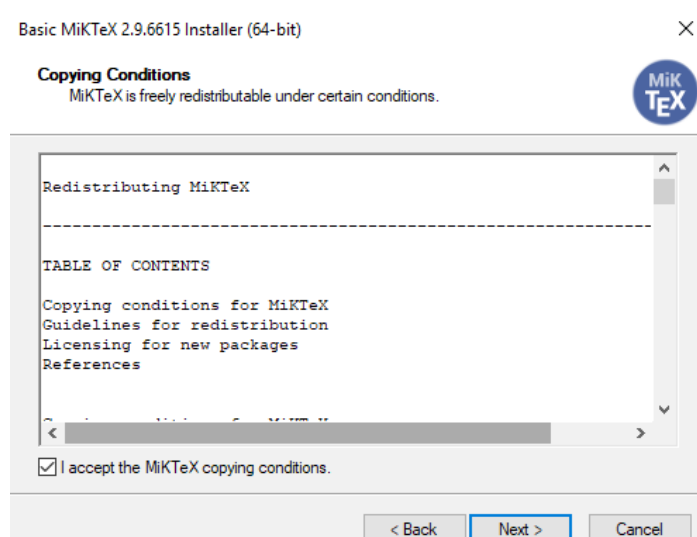 Basic MiKTeX 2.9.6615 Installer (64-bit)
Copying Conditions
MiKTeX is freely redistributable under certain conditions.
MiK
TEX
Redistributing MiKTeX
--------------------------------------------------------------
TABLE OF CONTENTS
Copying conditions for MiKTeX
Guidelines for redistribution
Licensing for new packages
References
I accept the MiKTeX copying conditions.
< Back
Next >
Cancel